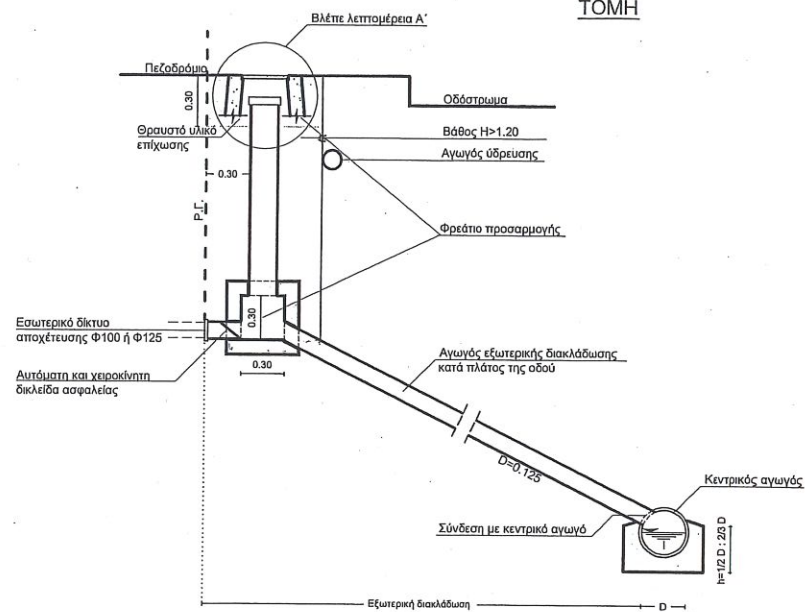 ΤΟΜΗ
Βλέπε λεπτομέρεια Α΄
Πεζοδρόμιο
Οδόστρωμα
0.30
Θραυστό υλικό
επίχωσης
Βάθος Η>1.20
Αγωγός ύδρευσης
0.30
Ρ.Γ.
Φρεάτιο προσαρμογής
Εσωτερικό δίκτυο
αποχέτευσης Φ100 ή Φ125
0.30
Αυτόματη και χειροκίνητη
δικλείδα ασφαλείας
0.30
Αγωγός εξωτερικής διακλάδωσης
κατά πλάτος της οδού
D=0.125
Κεντρικός αγωγός
Σύνδεση με κεντρικό αγωγό
h=1/2 D : 2/3 D
Εξωτερική διακλάδωση
D